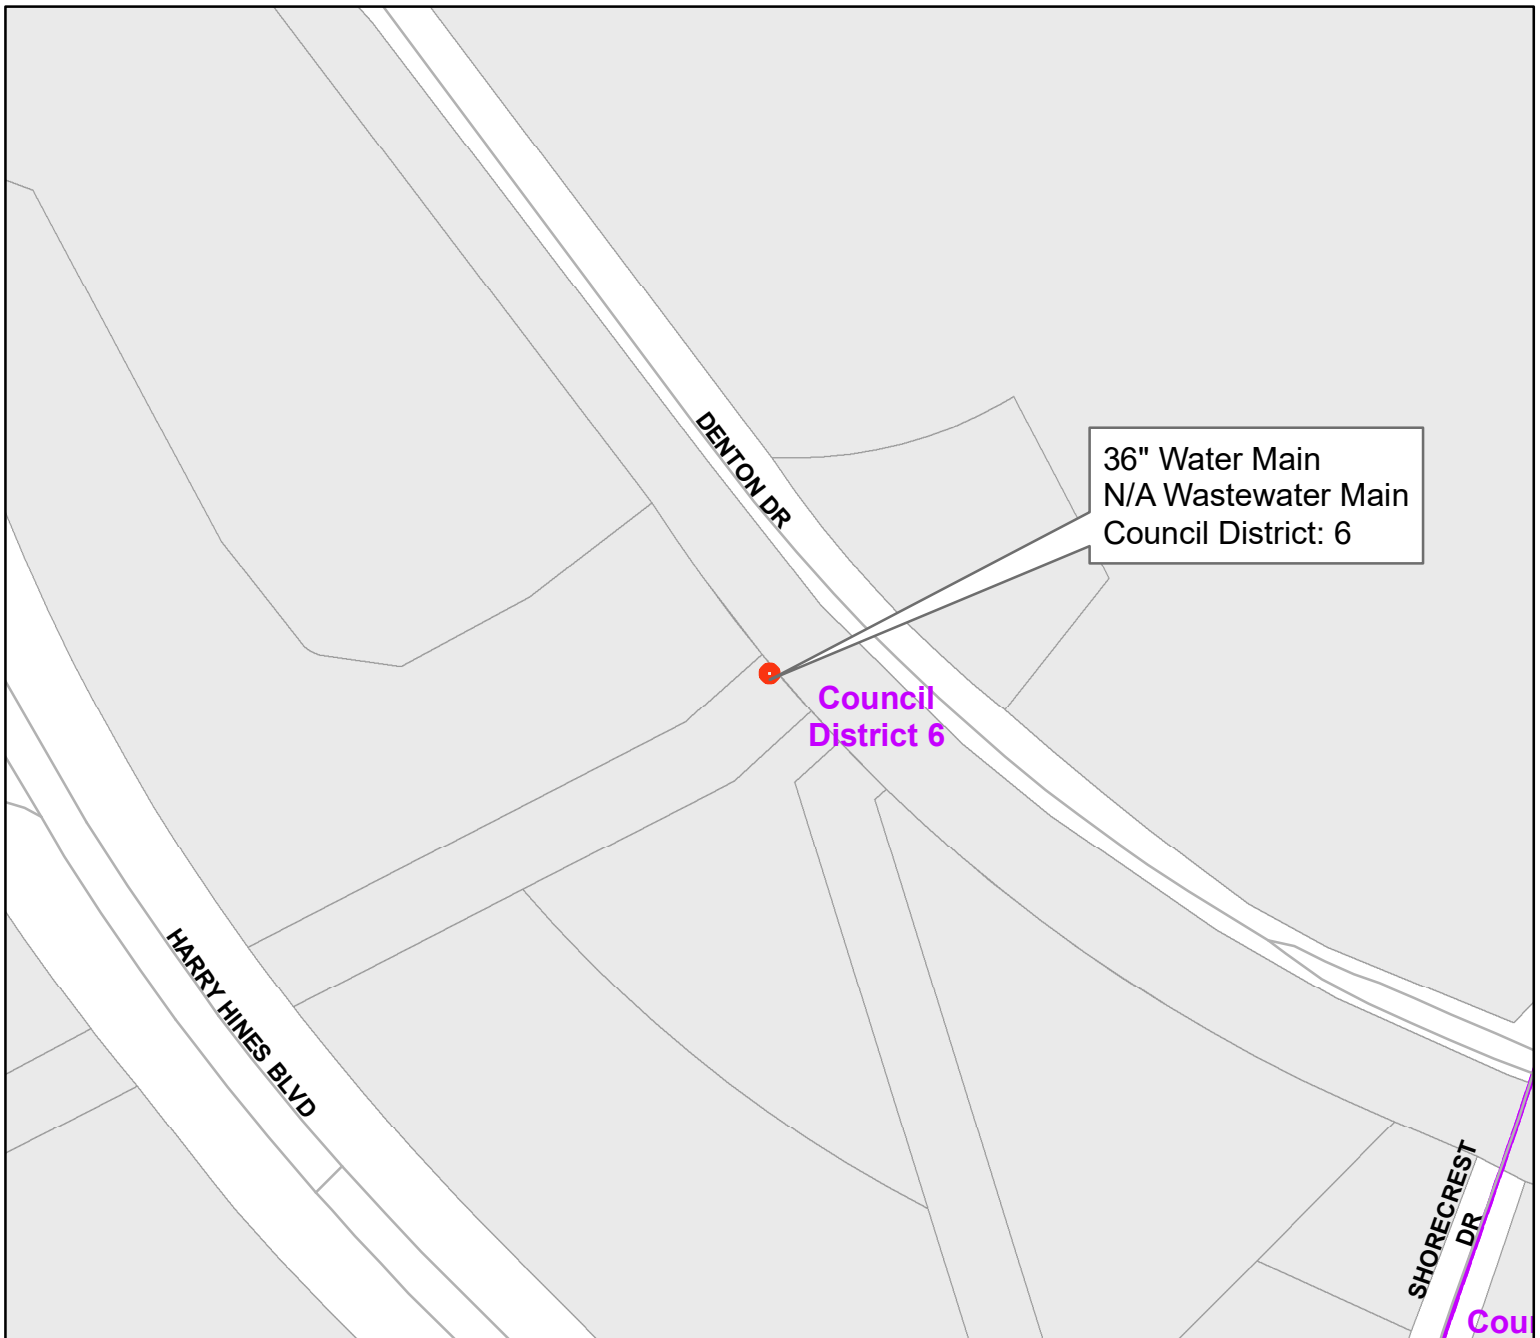 DENTON DR
36" Water Main
N/A Wastewater Main
Council District: 6
Council
District 6
HARRY HINES BLVD
SHORECREST
DR